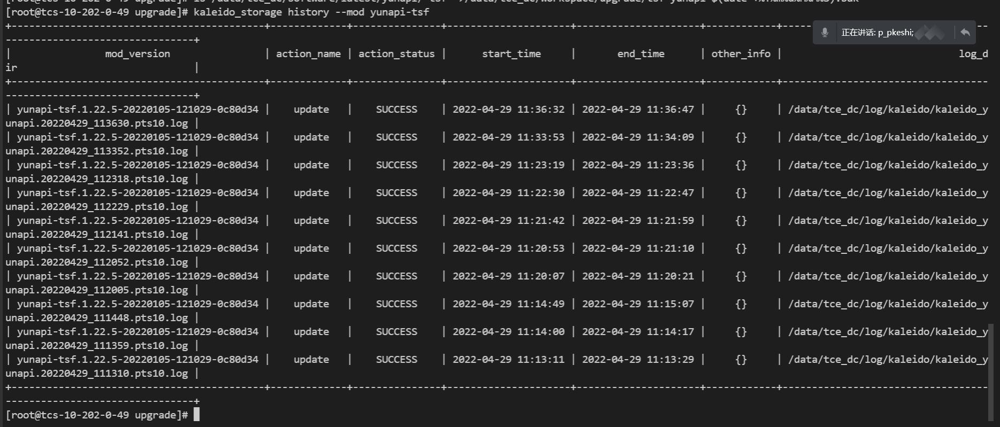 [root@tcs-10-202-0-49 upgrade]# kaleido_storage history --mod yunapi-tsf
+--------------------------------------------+-------------+---------------+---------------------+---------------------+------------+-----
--
--------------------------------+
正在讲话: p_pkeshi;
| mod_version | action_name | action_status | start_time | end_time | other_info | log_d
ir |
+--------------------------------------------+-------------+---------------+---------------------+---------------------+------------+-----------------------------------
--------------------------------+
| yunapi-tsf.1.22.5-20220105-121029-0c80d34 | update | SUCCESS | 2022-04-29 11:36:32 | 2022-04-29 11:36:47 | {} | /data/tce_dc/log/kaleido/kaleido_y
unapi.20220429_113630.pts10.log |
| yunapi-tsf.1.22.5-20220105-121029-0c80d34 | update | SUCCESS | 2022-04-29 11:33:53 | 2022-04-29 11:34:09 | {} | /data/tce_dc/log/kaleido/kaleido_y
unapi.20220429_113352.pts10.log |
| yunapi-tsf.1.22.5-20220105-121029-0c80d34 | update | SUCCESS | 2022-04-29 11:23:19 | 2022-04-29 11:23:36 | {} | /data/tce_dc/log/kaleido/kaleido_y
unapi.20220429_112318.pts10.log |
| yunapi-tsf.1.22.5-20220105-121029-0c80d34 | update | SUCCESS | 2022-04-29 11:22:30 | 2022-04-29 11:22:47 | {} | /data/tce_dc/log/kaleido/kaleido_y
unapi.20220429_112229.pts10.log |
| yunapi-tsf.1.22.5-20220105-121029-0c80d34 | update | SUCCESS | 2022-04-29 11:21:42 | 2022-04-29 11:21:59 | {} | /data/tce_dc/log/kaleido/kaleido_y
unapi.20220429_112141.pts10.log |
| yunapi-tsf.1.22.5-20220105-121029-0c80d34 | update | SUCCESS | 2022-04-29 11:20:53 | 2022-04-29 11:21:10 | {} | /data/tce_dc/log/kaleido/kaleido_y
unapi.20220429_112052.pts10.log |
| yunapi-tsf.1.22.5-20220105-121029-0c80d34 | update | SUCCESS | 2022-04-29 11:20:07 | 2022-04-29 11:20:21 | {} | /data/tce_dc/log/kaleido/kaleido_y
unapi.20220429_112005.pts10.log |
| yunapi-tsf.1.22.5-20220105-121029-0c80d34 | update | SUCCESS | 2022-04-29 11:14:49 | 2022-04-29 11:15:07 | {} | /data/tce_dc/log/kaleido/kaleido_y
unapi.20220429_111448.pts10.log |
| yunapi-tsf.1.22.5-20220105-121029-0c80d34 | update | SUCCESS | 2022-04-29 11:14:00 | 2022-04-29 11:14:17 | {} | /data/tce_dc/log/kaleido/kaleido_y
unapi.20220429_111359.pts10.log |
| yunapi-tsf.1.22.5-20220105-121029-0c80d34 | update | SUCCESS | 2022-04-29 11:13:11 | 2022-04-29 11:13:29 | {} | /data/tce_dc/log/kaleido/kaleido_y
unapi.20220429_111310.pts10.log |
+--------------------------------------------+-------------+---------------+---------------------+---------------------+------------+-----------------------------------
--------------------------------+
[root@tcs-10-202-0-49 upgrade]#